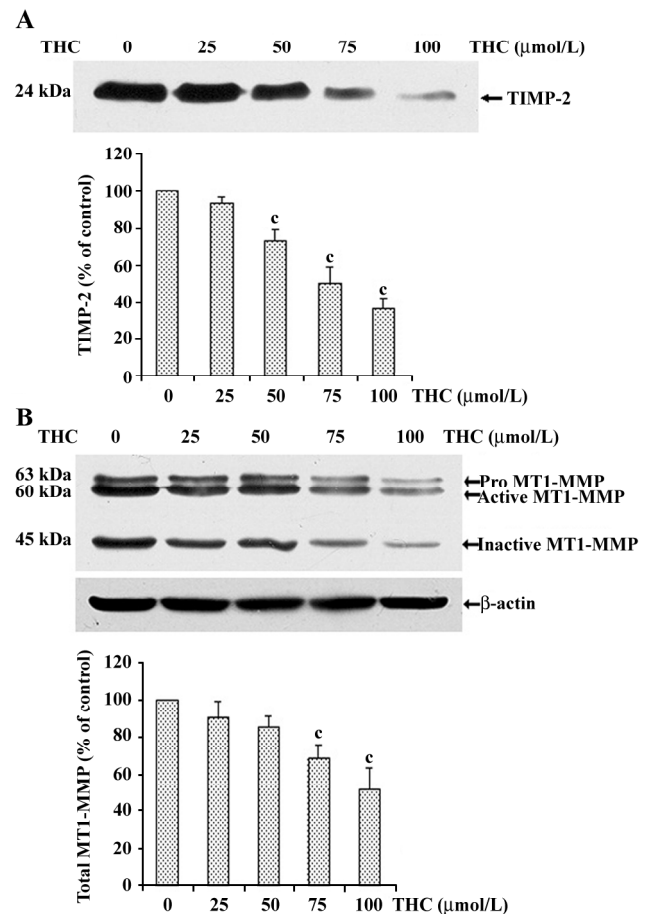 A
THC 0 25 50 75 100 THC (μmol/L)
24 kDa
TIMP-2
120
100
80
60
40
20
0
TIMP-2 (% of control)
c
c
c
0 25 50 75 100 THC (μmol/L)
B
THC 0 25 50 75 100 THC (μmol/L)
63 kDa
Pro MT1-MMP
60 kDa
Active MT1-MMP
45 kDa
Inactive MT1-MMP
β-actin
120
100
80
60
40
20
0
Total MT1-MMP (% of control)
c
c
0 25 50 75 100 THC (μmol/L)